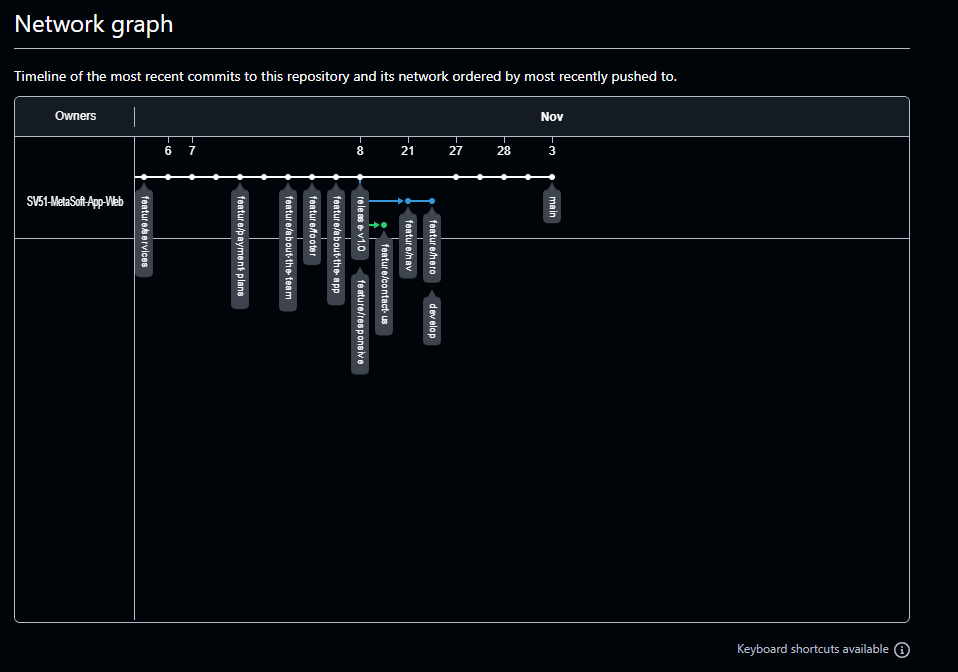 Network graph
Timeline of the most recent commits to this repository and its network ordered by most recently pushed to.
Owners
Nov
6 7 8 21 27 28 3
SV51-MetaSoft-App-Web
feature/services
feature/payment-plans
feature/about-the-team
feature/footer
feature/about-the-app
release-v1.0
feature/responsive
feature/contact-us
feature/nav
feature/hero
develop
main
Keyboard shortcuts available